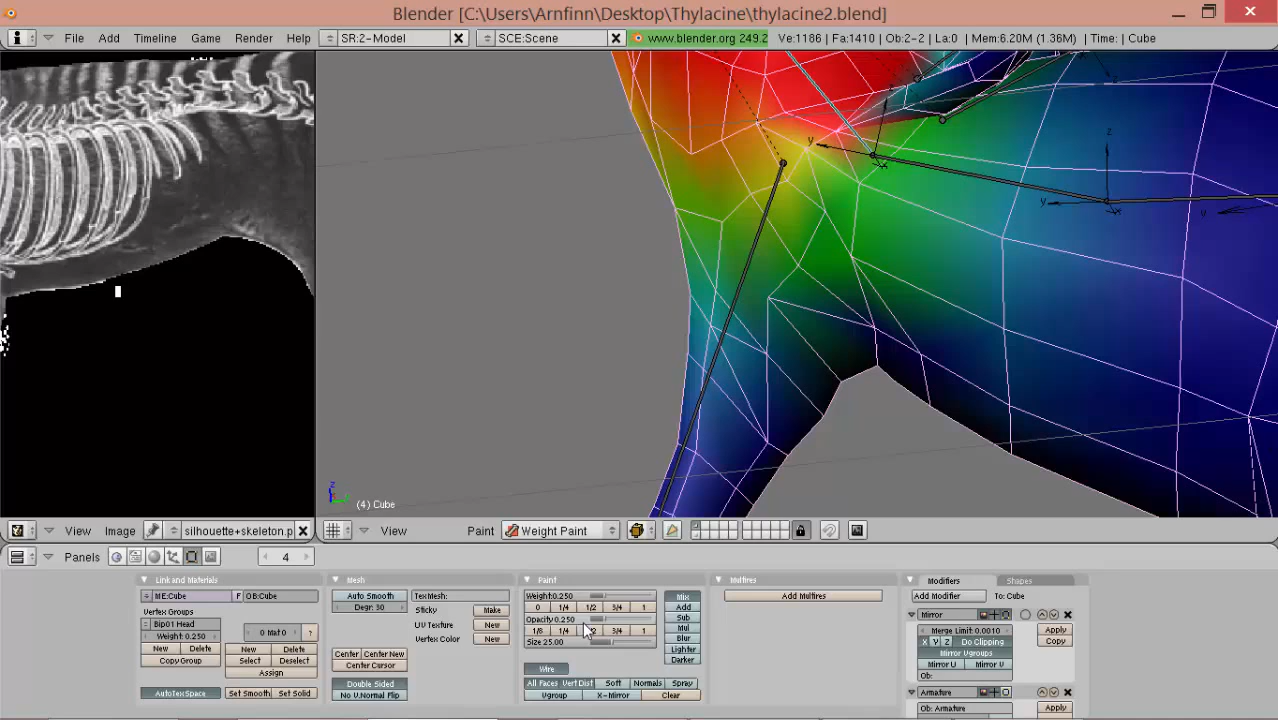 Blender [C:\Users\Arnfinn\Desktop\Thylacine\thylacine2.blend]
File Add Timeline Game Render Help SR:2-Model SCE:Scene www.blender.org 249.2 Ve:1166 | Fa:1410 | Ob:2-2 | La:0 | Mem:6.20M (1.36M) | Time: | Cube
z
y
x
y
x
y
z
(4) Cube
View Image silhouette+skeleton.p View Paint Weight Paint
Panels 4
Link and Materials Mesh Paint Multires Modifiers Shapes
ME:Cube F OB:Cube Auto Smooth TexMesh: Weight:0.250 Mix Add Multires Add Modifier To: Cube
Vertex Groups Degr: 30 Sticky Make 0 1/4 1/2 3/4 1 Add Mirror
Bip01 Head 0 Mat 0 ? UV Texture New Opacity 0.250 Sub Merge Limit: 0.0010 Apply
Weight: 0.250 Vertex Color New 1/8 1/4 1/2 3/4 1 Mul X Y Z Do Clipping Copy
New Delete New Delete Center Center New Size 25.00 Blur Mirror Vgroups
Copy Group Select Deselect Center Cursor Lighter Mirror U Mirror V
Assign Wire Darker Ob:
AutoTexSpace Set Smooth Set Solid Double Sided All Faces Vert Dist Soft Normals Spray Armature
No V.Normal Flip Vgroup X-Mirror Clear Ob: Armature Apply